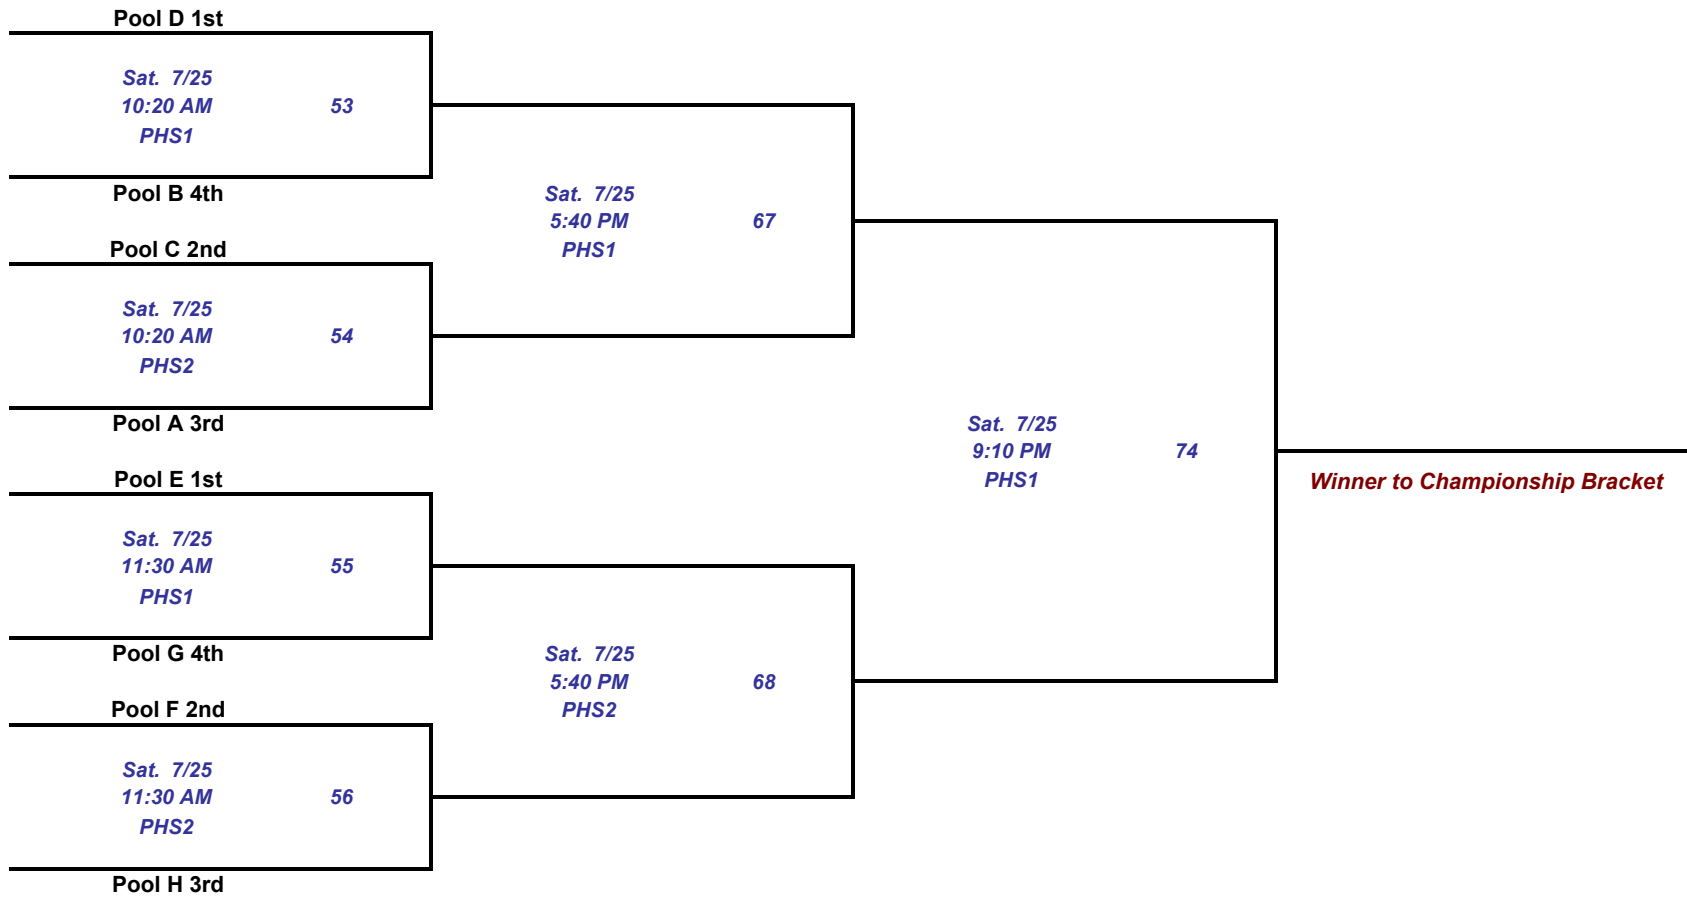 Pool D 1st
Sat. 7/25
10:20 AM 53
PHS1
Pool B 4th
Sat. 7/25
5:40 PM 67
PHS1
Pool C 2nd
Sat. 7/25
10:20 AM 54
PHS2
Pool A 3rd
Sat. 7/25
9:10 PM 74
PHS1
Winner to Championship Bracket
Pool E 1st
Sat. 7/25
11:30 AM 55
PHS1
Pool G 4th
Sat. 7/25
5:40 PM 68
PHS2
Pool F 2nd
Sat. 7/25
11:30 AM 56
PHS2
Pool H 3rd